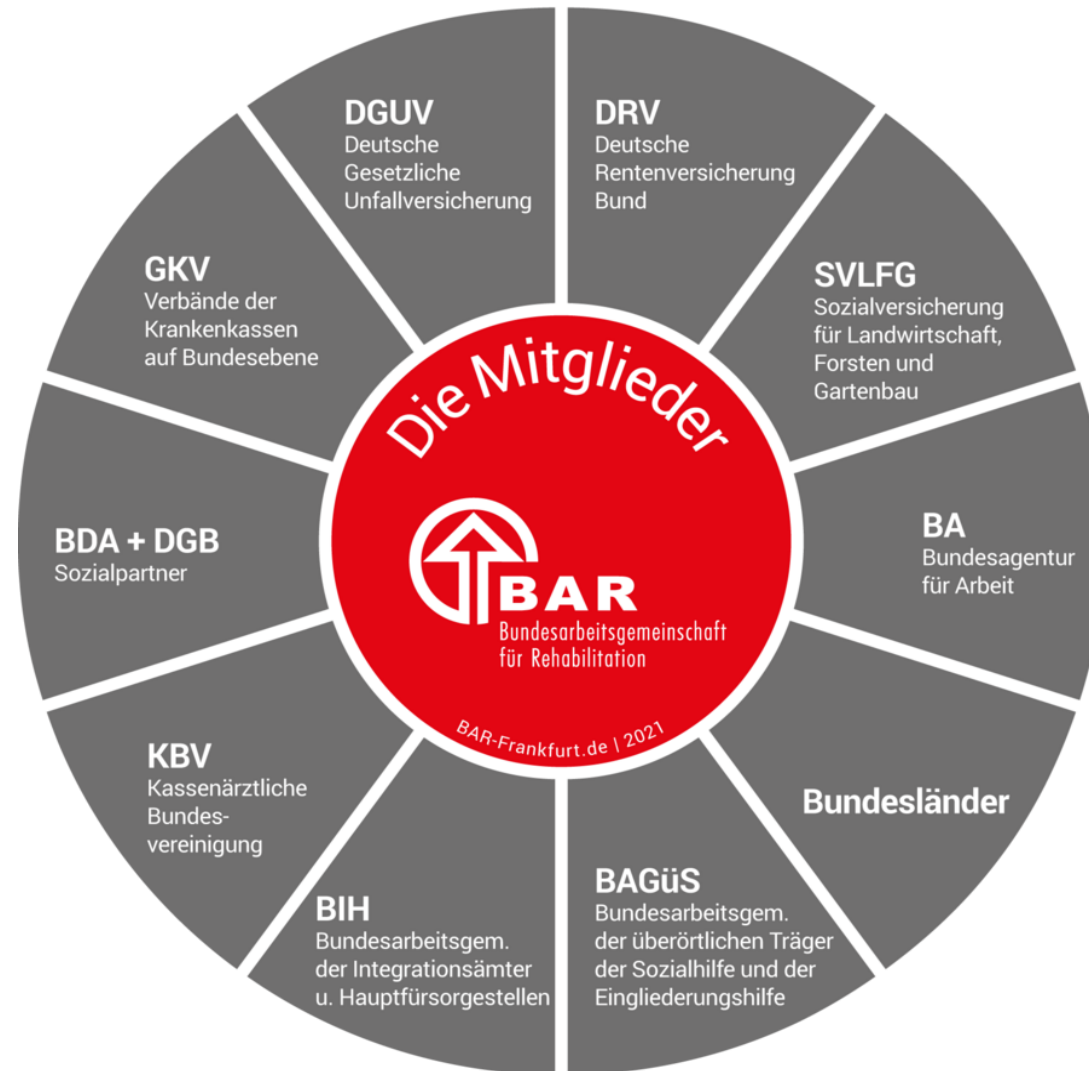 DGUV
Deutsche
Gesetzliche
Unfallversicherung
DRV
Deutsche
Rentenversicherung
Bund
GKV
Verbände der
Krankenkassen
auf Bundesebene
SVLFG
Sozialversicherung
für Landwirtschaft,
Forsten und
Gartenbau
Die Mitglieder
BAR
Bundesarbeitsgemeinschaft
für Rehabilitation
BAR-Frankfurt.de | 2021
BDA + DGB
Sozialpartner
BA
Bundesagentur
für Arbeit
KBV
Kassenärztliche
Bundes-
vereinigung
Bundesländer
BIH
Bundesarbeitsgem.
der Integrationsämter
u. Hauptfürsorgestellen
BAGüS
Bundesarbeitsgem.
der überörtlichen Träger
der Sozialhilfe und der
Eingliederungshilfe